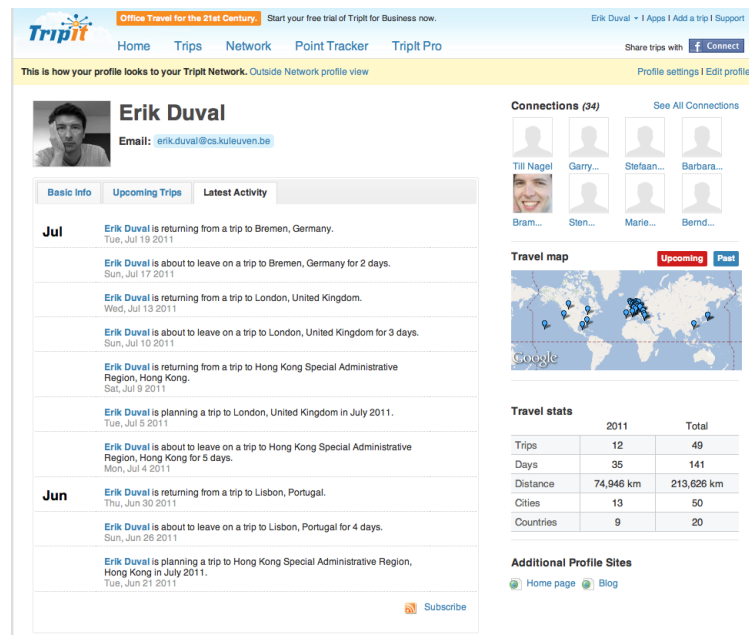 Tripit
Office Travel for the 21st Century. Start your free trial of TripIt for Business now.
Erik Duval | Apps | Add a trip | Support
Home Trips Network Point Tracker TripIt Pro
Share trips with f Connect
This is how your profile looks to your TripIt Network. Outside Network profile view
Profile settings | Edit profile
Erik Duval
Email: erik.duval@cs.kuleuven.be
Basic Info Upcoming Trips Latest Activity
Jul
Erik Duval is returning from a trip to Bremen, Germany.
Tue, Jul 19 2011
Erik Duval is about to leave on a trip to Bremen, Germany for 2 days.
Sun, Jul 17 2011
Erik Duval is returning from a trip to London, United Kingdom.
Wed, Jul 13 2011
Erik Duval is about to leave on a trip to London, United Kingdom for 3 days.
Sun, Jul 10 2011
Erik Duval is returning from a trip to Hong Kong Special Administrative
Region, Hong Kong.
Sat, Jul 9 2011
Erik Duval is planning a trip to London, United Kingdom in July 2011.
Tue, Jul 5 2011
Erik Duval is about to leave on a trip to Hong Kong Special Administrative
Region, Hong Kong for 5 days.
Mon, Jul 4 2011
Jun
Erik Duval is returning from a trip to Lisbon, Portugal.
Thu, Jun 30 2011
Erik Duval is about to leave on a trip to Lisbon, Portugal for 4 days.
Sun, Jun 26 2011
Erik Duval is planning a trip to Hong Kong Special Administrative Region,
Hong Kong in July 2011.
Tue, Jun 21 2011
Subscribe
Connections (34) See All Connections
Till Nagel Garry... Stefaan... Barbara...
Bram... Sten... Marie... Bernd...
Travel map Upcoming Past
Google
Travel stats
2011 Total
Trips 12 49
Days 35 141
Distance 74,946 km 213,626 km
Cities 13 50
Countries 9 20
Additional Profile Sites
Home page Blog